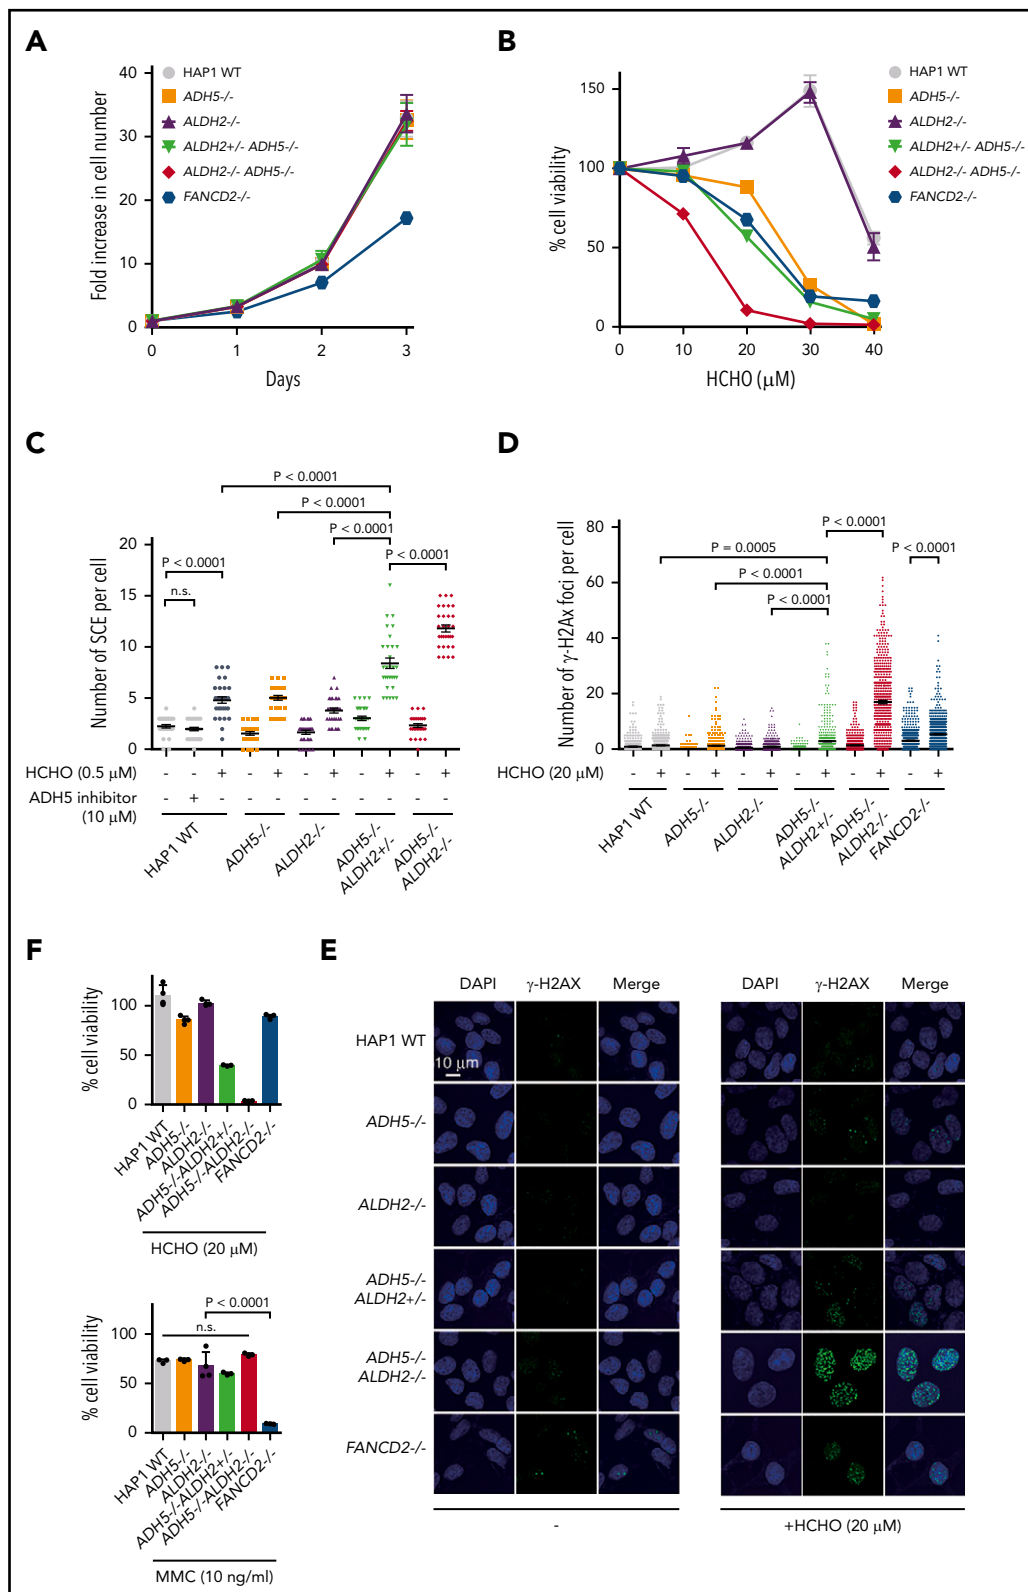 A
Fold increase in cell number
40
30
20
10
0
0 1 2 3
Days
HAP1 WT
ADH5-/-
ALDH2-/-
ALDH2+/- ADH5-/-
ALDH2-/- ADH5-/-
FANCD2-/-
B
% cell viability
150
100
50
0
0 10 20 30 40
HCHO (μM)
HAP1 WT
ADH5-/-
ALDH2-/-
ALDH2+/- ADH5-/-
ALDH2-/- ADH5-/-
FANCD2-/-
C
P < 0.0001
P < 0.0001
P < 0.0001
P < 0.0001
P < 0.0001
n.s.
Number of SCE per cell
20
15
10
5
0
HCHO (0.5 μM) - - + - + - + - + - +
ADH5 inhibitor - + - - - - - - - - -
(10 μM)
HAP1 WT
ADH5-/-
ALDH2-/-
ADH5-/-
ALDH2+/-
ADH5-/-
ALDH2-/-
D
P < 0.0001
P = 0.0005
P < 0.0001
P < 0.0001
P < 0.0001
Number of γ-H2Ax foci per cell
80
60
40
20
0
HCHO (20 μM) - + - + - + - + - + - +
HAP1 WT
ADH5-/-
ALDH2-/-
ADH5-/-
ALDH2+/-
ADH5-/-
ALDH2-/-
FANCD2-/-
F
% cell viability
100
50
0
HAP1 WT
ADH5-/-
ALDH2-/-
ADH5-/-ALDH2+/-
ADH5-/-ALDH2-/-
FANCD2-/-
HCHO (20 μM)
P < 0.0001
n.s.
% cell viability
100
50
0
HAP1 WT
ADH5-/-
ALDH2-/-
ADH5-/-ALDH2+/-
ADH5-/-ALDH2-/-
FANCD2-/-
MMC (10 ng/ml)
E
DAPI γ-H2AX Merge DAPI γ-H2AX Merge
HAP1 WT
10 μm
ADH5-/-
ALDH2-/-
ADH5-/-
ALDH2+/-
ADH5-/-
ALDH2-/-
FANCD2-/-
- +HCHO (20 μM)